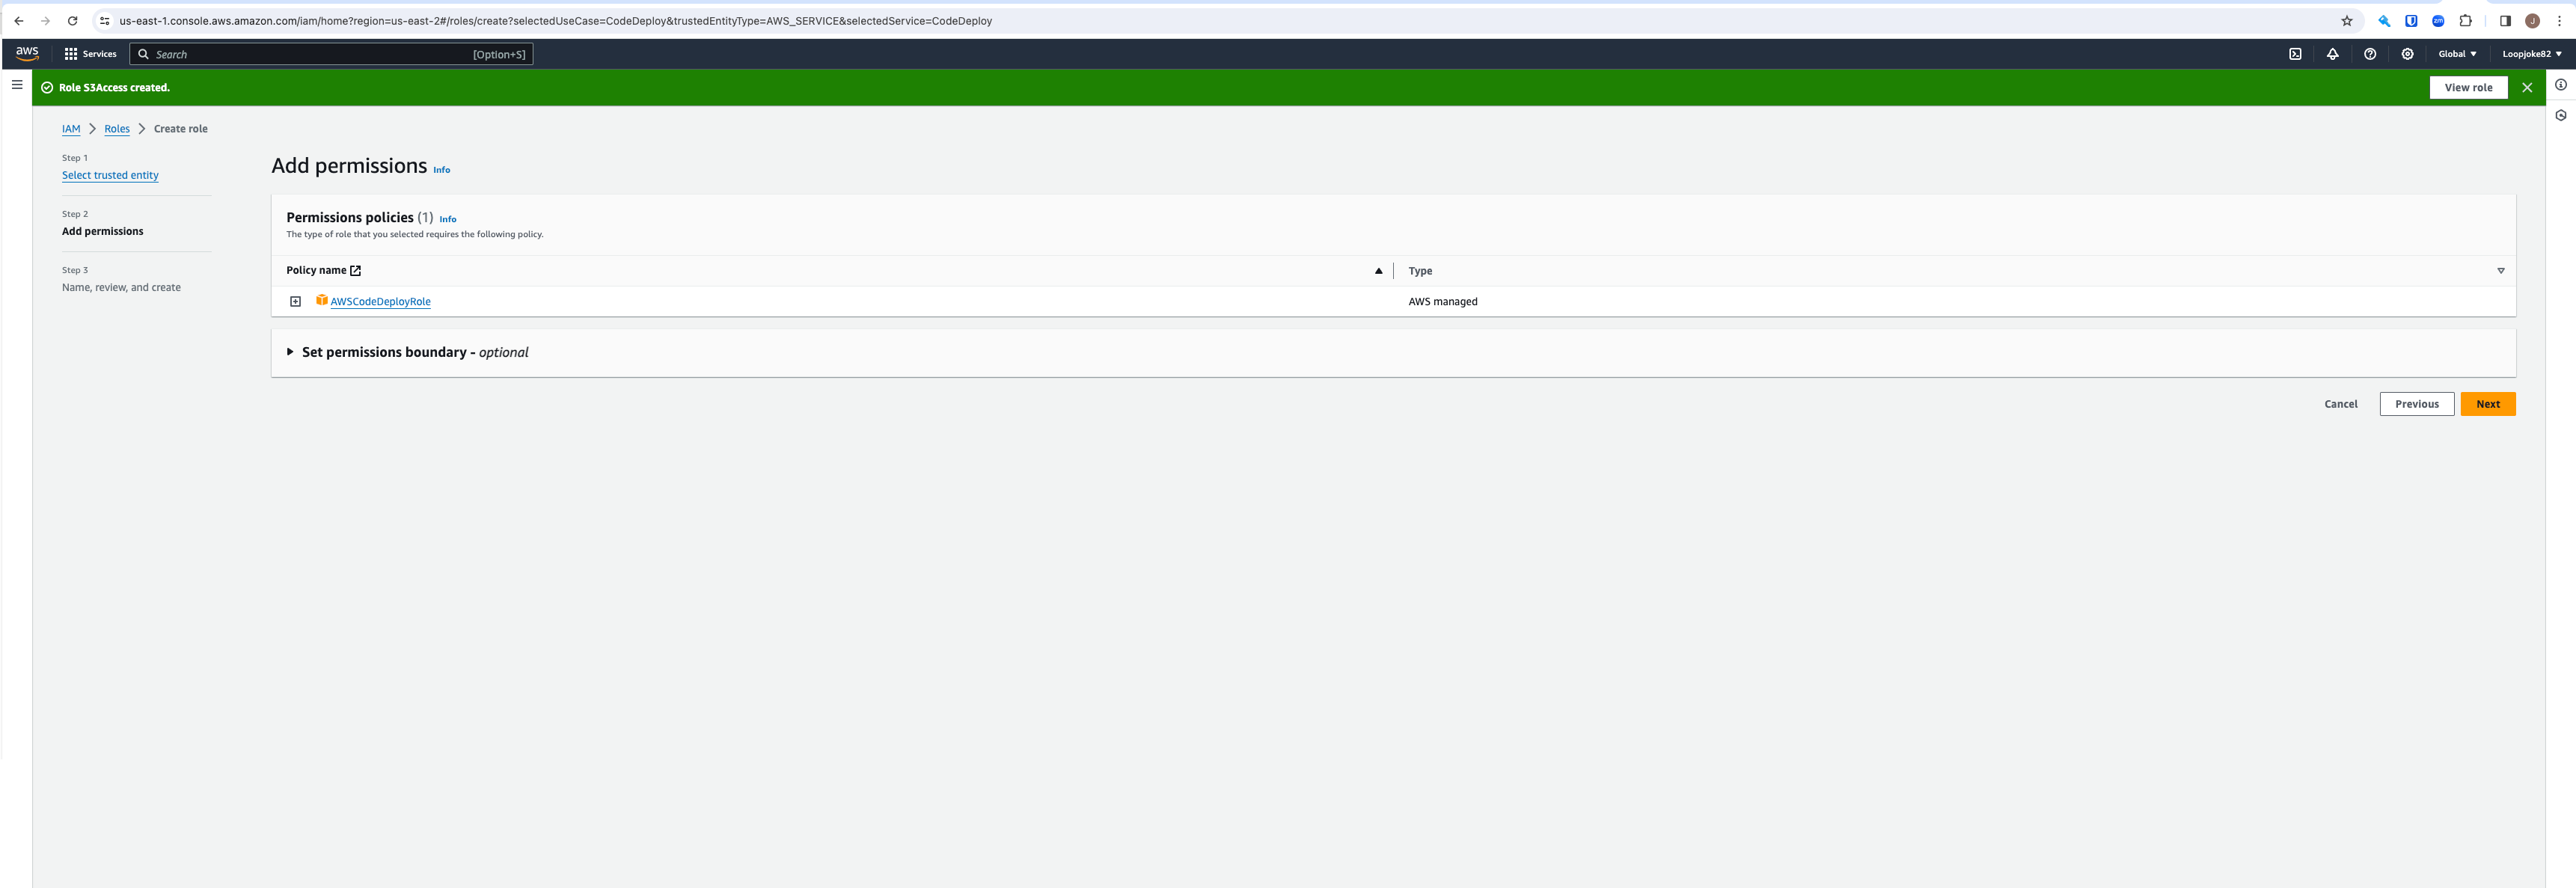 us-east-1.console.aws.amazon.com/iam/home?region=us-east-2#/roles/create?selectedUseCase=CodeDeploy&trustedEntityType=AWS_SERVICE&selectedService=CodeDeploy
zm
J
aws
Services
Search
[Option+S]
Global
Loopjoke82
Role S3Access created.
View role
IAM
Roles
Create role
Step 1
Select trusted entity
Step 2
Add permissions
Step 3
Name, review, and create
Add permissions Info
Permissions policies (1) Info
The type of role that you selected requires the following policy.
Policy name
Type
AWSCodeDeployRole
AWS managed
Set permissions boundary - optional
Cancel
Previous
Next